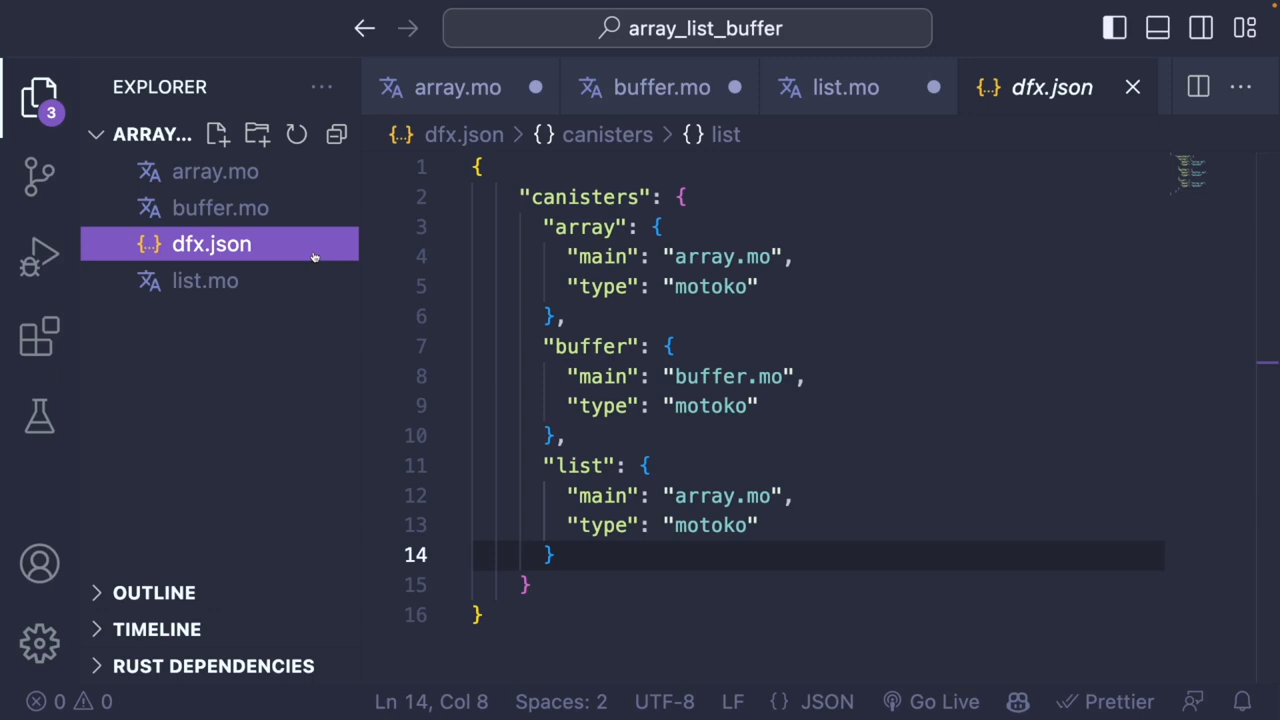 array_list_buffer
EXPLORER
ARRAY...
array.mo
buffer.mo
dfx.json
list.mo
OUTLINE
TIMELINE
RUST DEPENDENCIES
array.mo
buffer.mo
list.mo
{..} dfx.json
{..} dfx.json > {} canisters > {} list
1 {
2 "canisters": {
3 "array": {
4 "main": "array.mo",
5 "type": "motoko"
6 },
7 "buffer": {
8 "main": "buffer.mo",
9 "type": "motoko"
10 },
11 "list": {
12 "main": "array.mo",
13 "type": "motoko"
14 }
15 }
16 }
3
0 0 Ln 14, Col 8 Spaces: 2 UTF-8 LF {} JSON Go Live Prettier